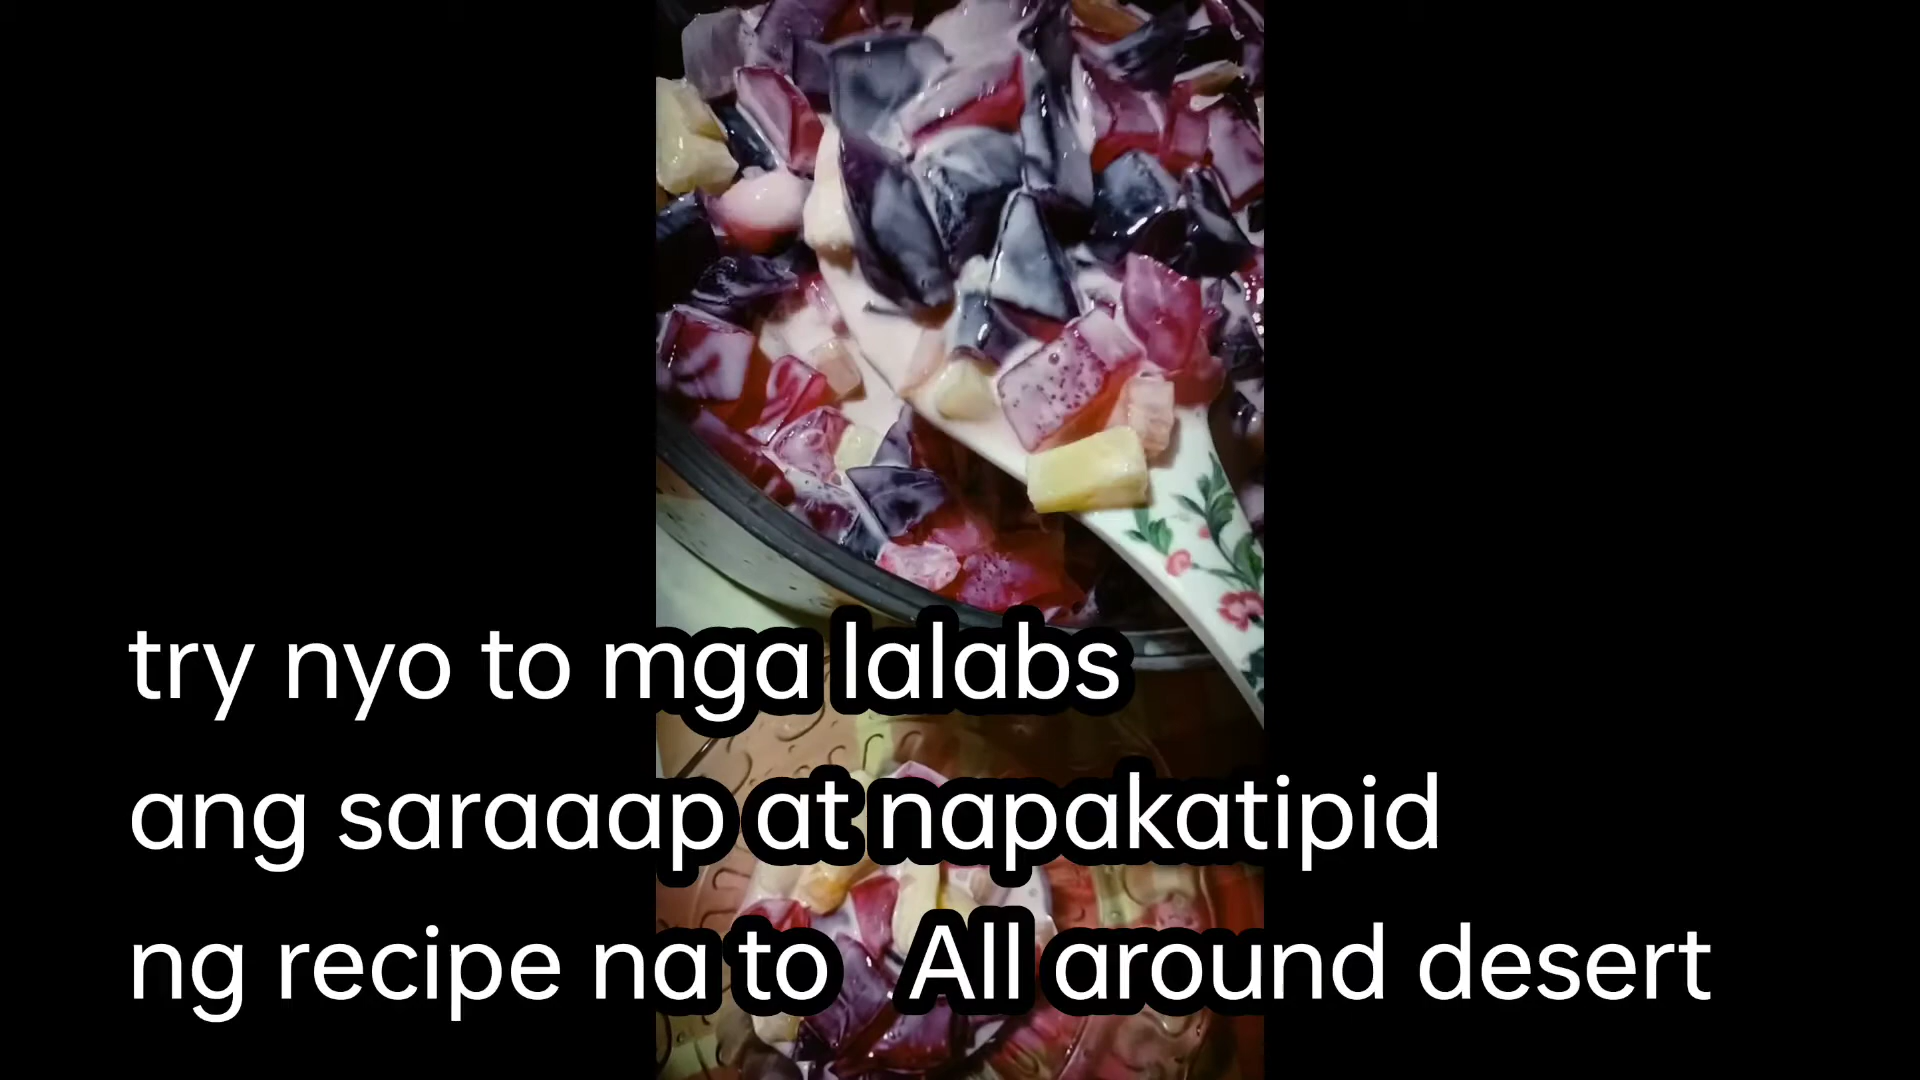 try nyo to mga lalabs
ang saraaap at napakatipid
ng recipe na to All around desert